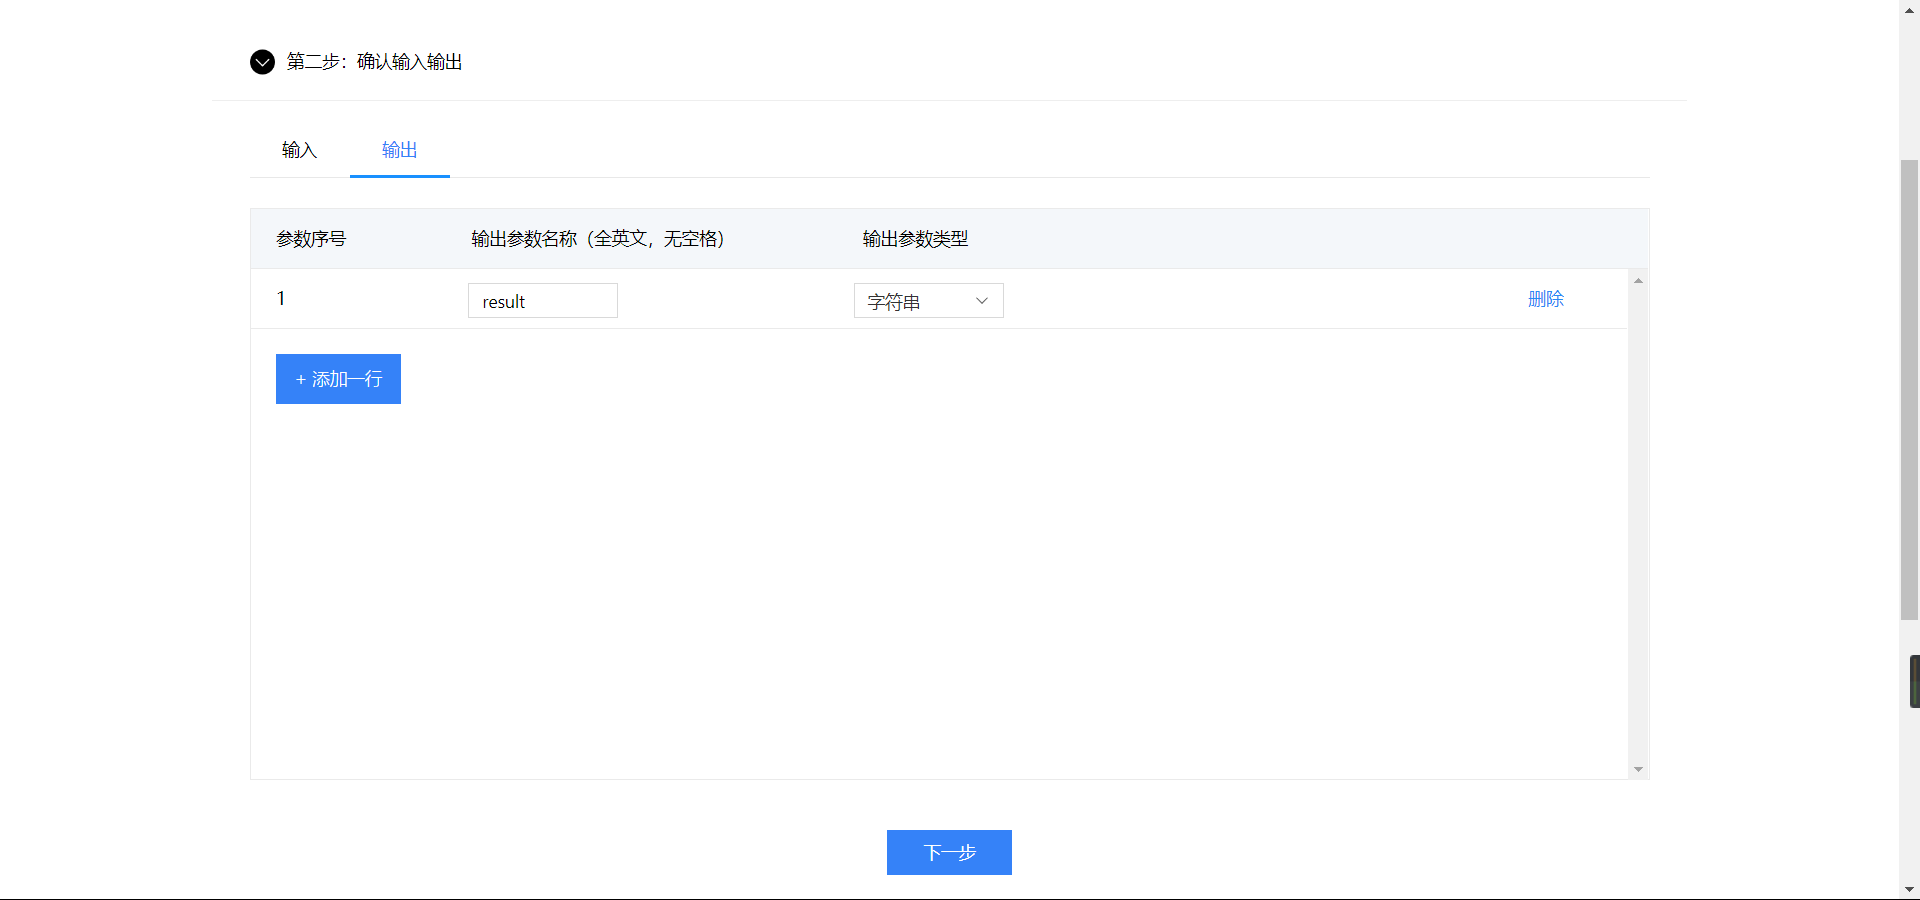 第二步：确认输入输出
输入 输出
参数序号 输出参数名称（全英文，无空格） 输出参数类型
1 result 字符串 删除
+ 添加一行
下一步